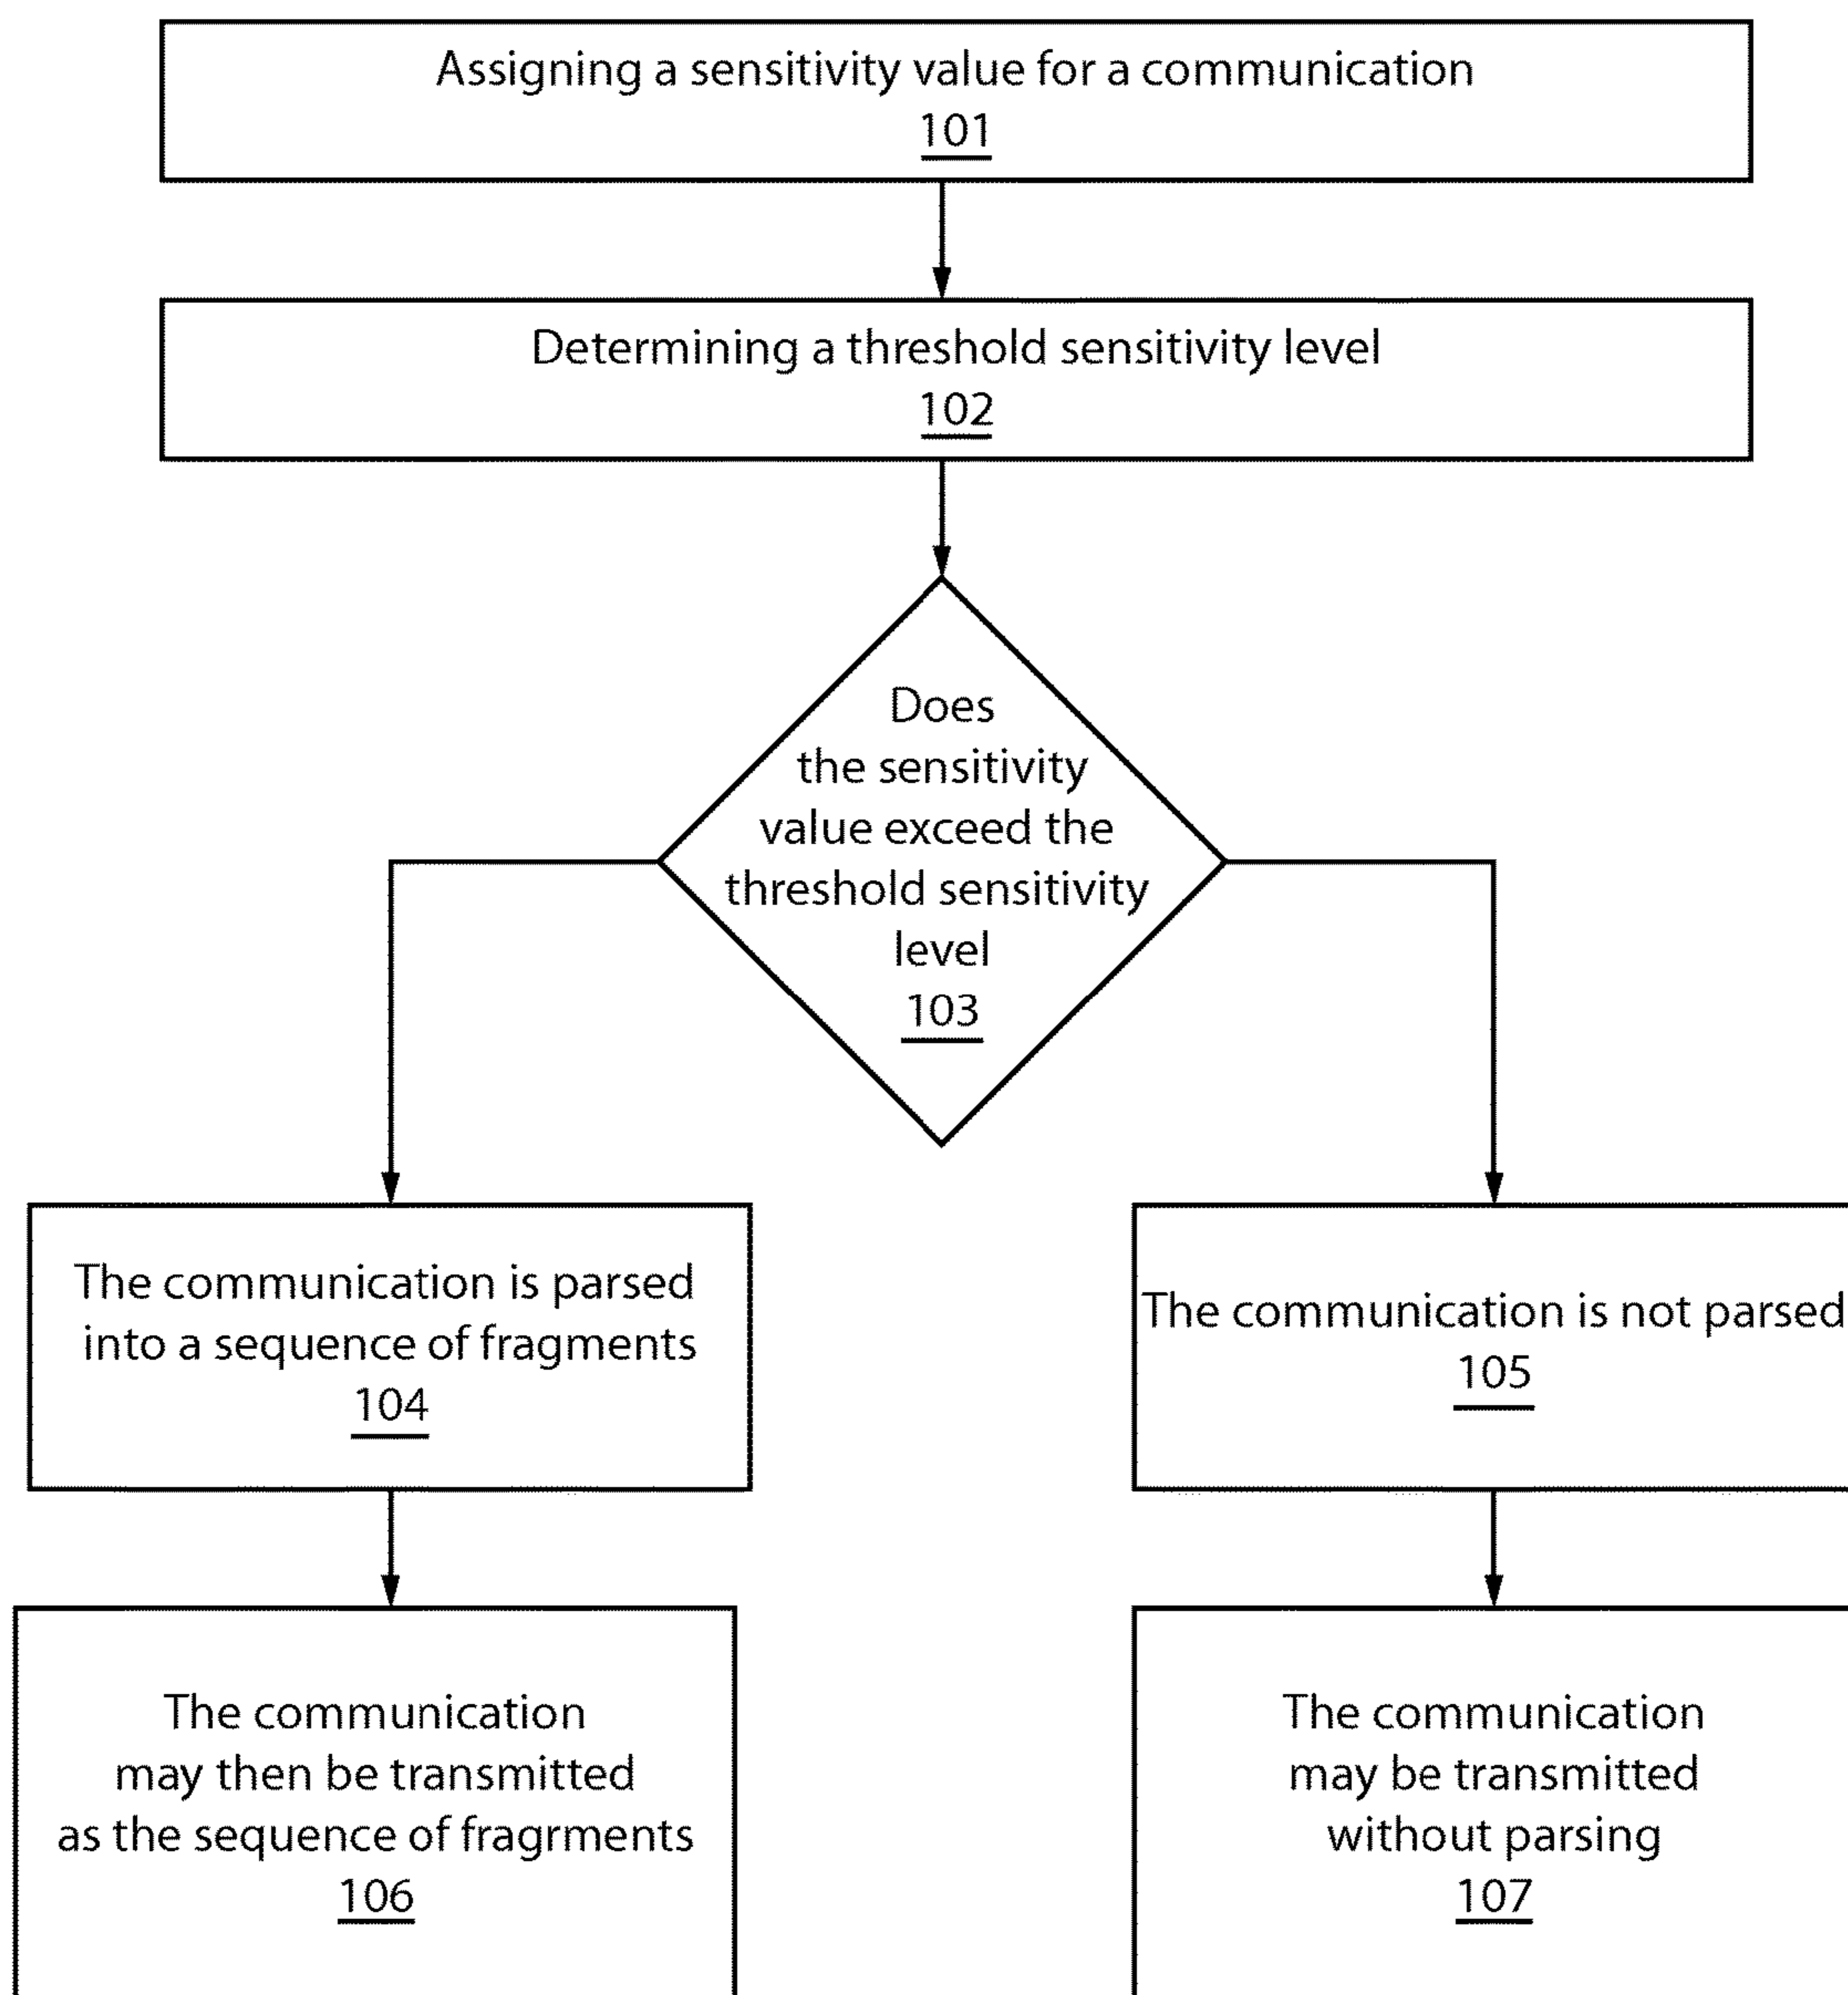 Assigning a sensitivity value for a communication
101
Determining a threshold sensitivity level
102
Does
the sensitivity
value exceed the
threshold sensitivity
level
103
The communication is parsed
into a sequence of fragments
104
The communication is not parsed
105
The communication
may then be transmitted
as the sequence of fragrments
106
The communication
may be transmitted
without parsing
107